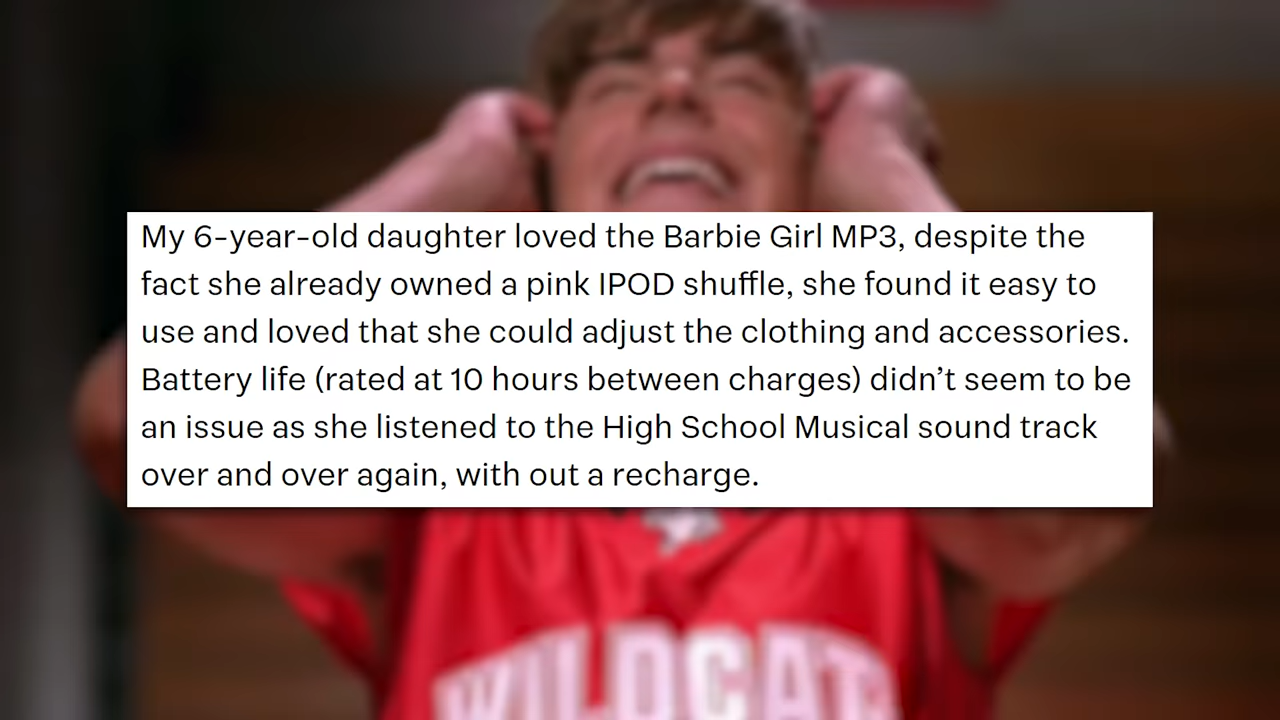 My 6-year-old daughter loved the Barbie Girl MP3, despite the
fact she already owned a pink IPOD shuffle, she found it easy to
use and loved that she could adjust the clothing and accessories.
Battery life (rated at 10 hours between charges) didn’t seem to be
an issue as she listened to the High School Musical sound track
over and over again, with out a recharge.
WILDCATS